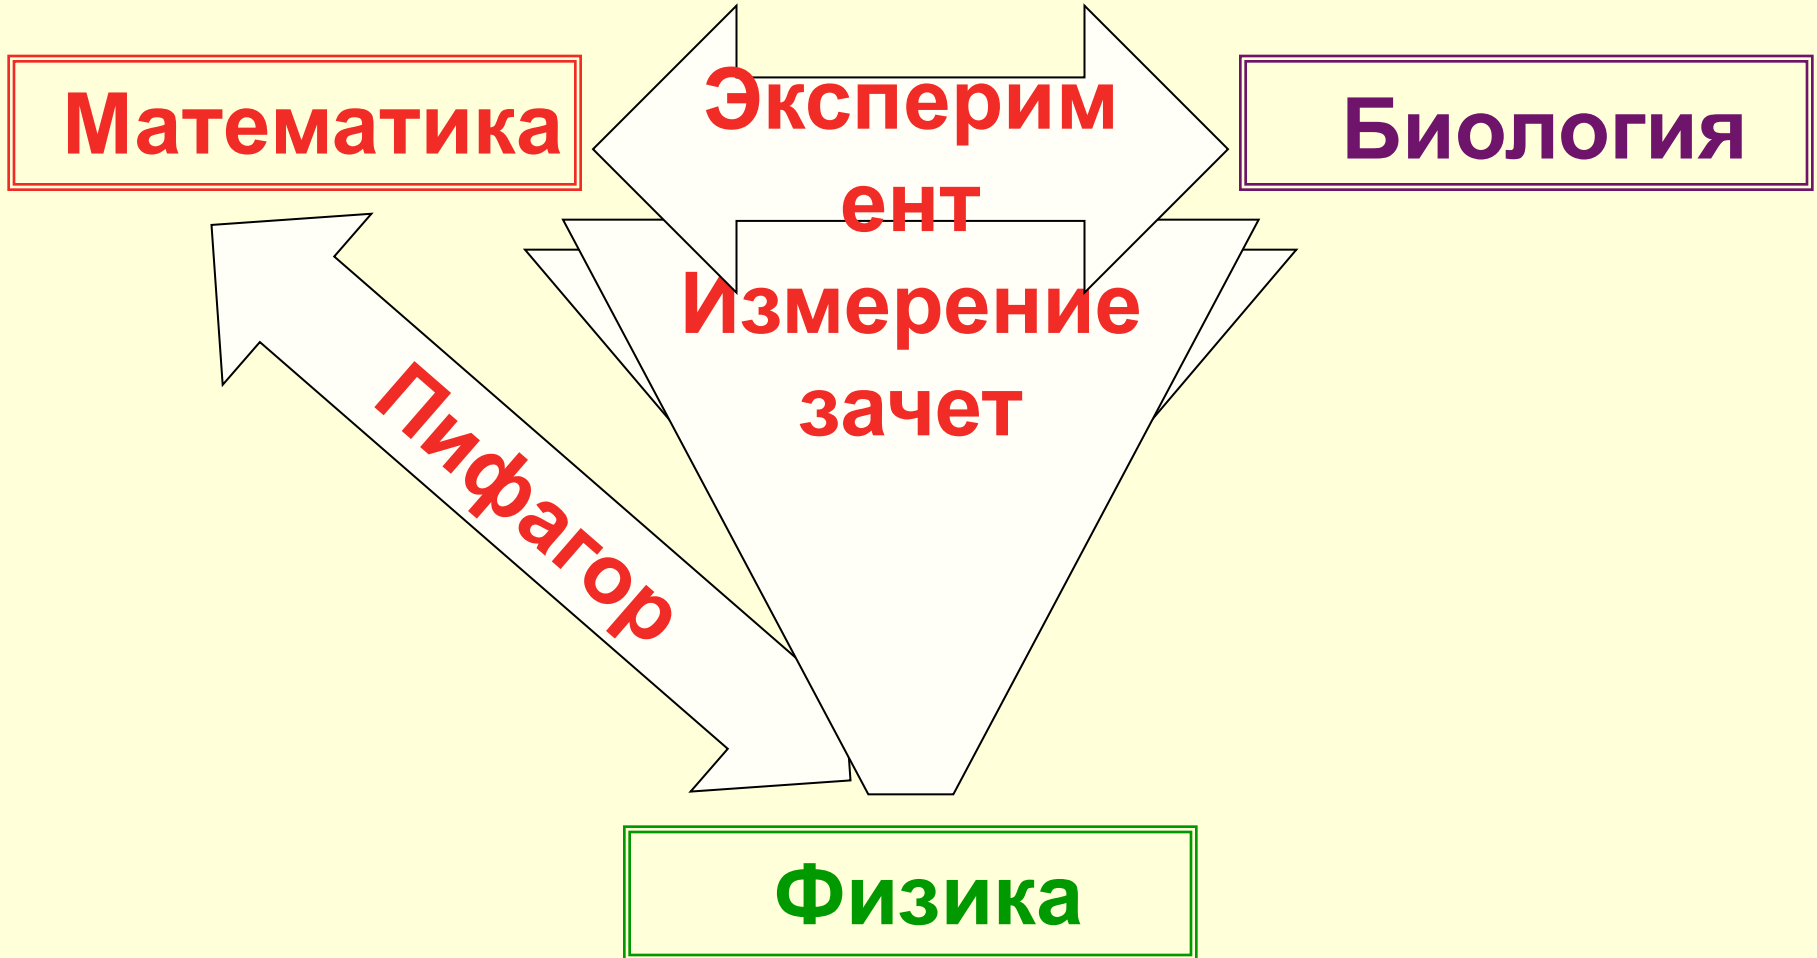 Математика
Эксперим
ент
Измерение
зачет
Биология
Пифагор
Физика